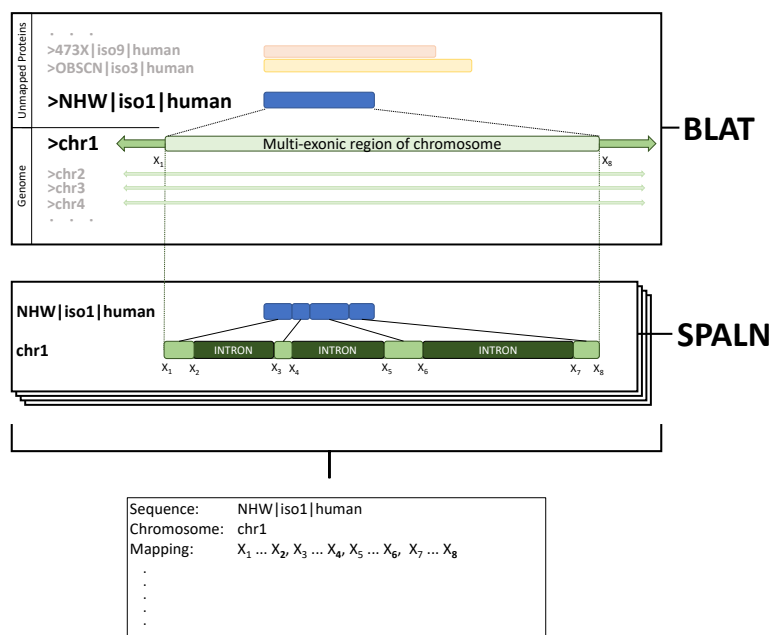 Unmapped Proteins
. . .
>473X|iso9|human
>OBSCN|iso3|human
>NHW|iso1|human
BLAT
Genome
>chr1
Multi-exonic region of chromosome
X1 X8
>chr2
>chr3
>chr4
. . .
NHW|iso1|human
SPALN
chr1
INTRON INTRON INTRON
X1 X2 X3 X4 X5 X6 X7 X8
Sequence: NHW|iso1|human
Chromosome: chr1
Mapping: X1 ... X2, X3 ... X4, X5 ... X6, X7 ... X8
.
.
.
.
.